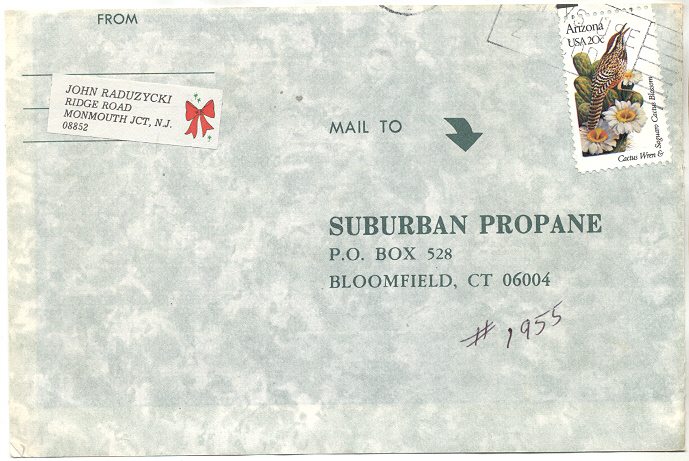 FROM
JOHN RADUZYCKI
RIDGE ROAD
MONMOUTH JCT, N.J.
08852
Arizona
USA 20c
Cactus Wren &
Saguaro Cactus Blossom
MAIL TO
SUBURBAN PROPANE
P.O. BOX 528
BLOOMFIELD, CT 06004
# 1955